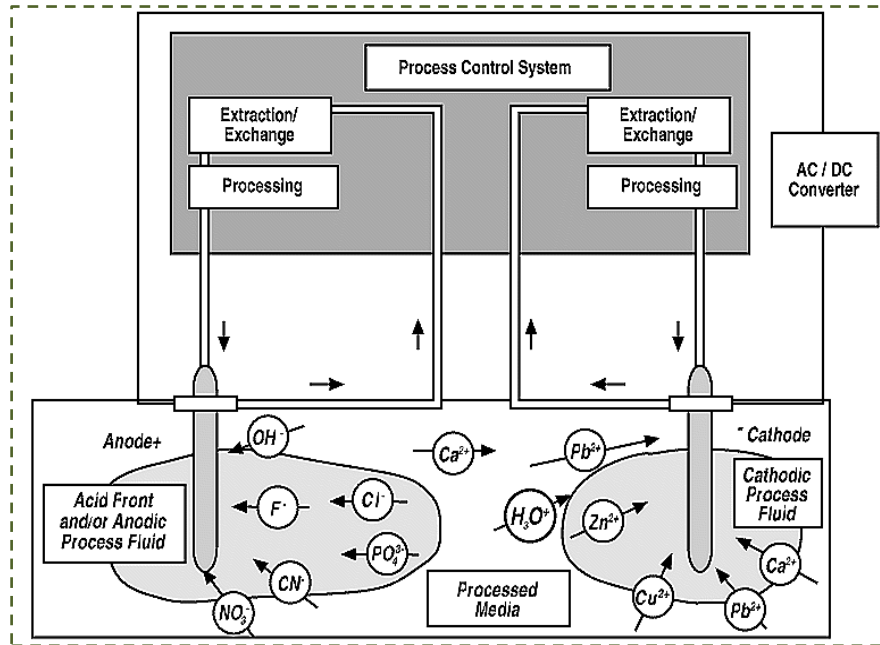 Process Control System
Extraction/
Exchange
Extraction/
Exchange
Processing
Processing
AC / DC
Converter
Anode+
OH⁻
Ca²⁺
Pb²⁺
⁻ Cathode
Acid Front
and/or Anodic
Process Fluid
F⁻
Cl⁻
H₃O⁺
Zn²⁺
Cathodic
Process
Fluid
PO₄³⁻
CN⁻
NO₃⁻
Processed
Media
Cu²⁺
Pb²⁺
Ca²⁺